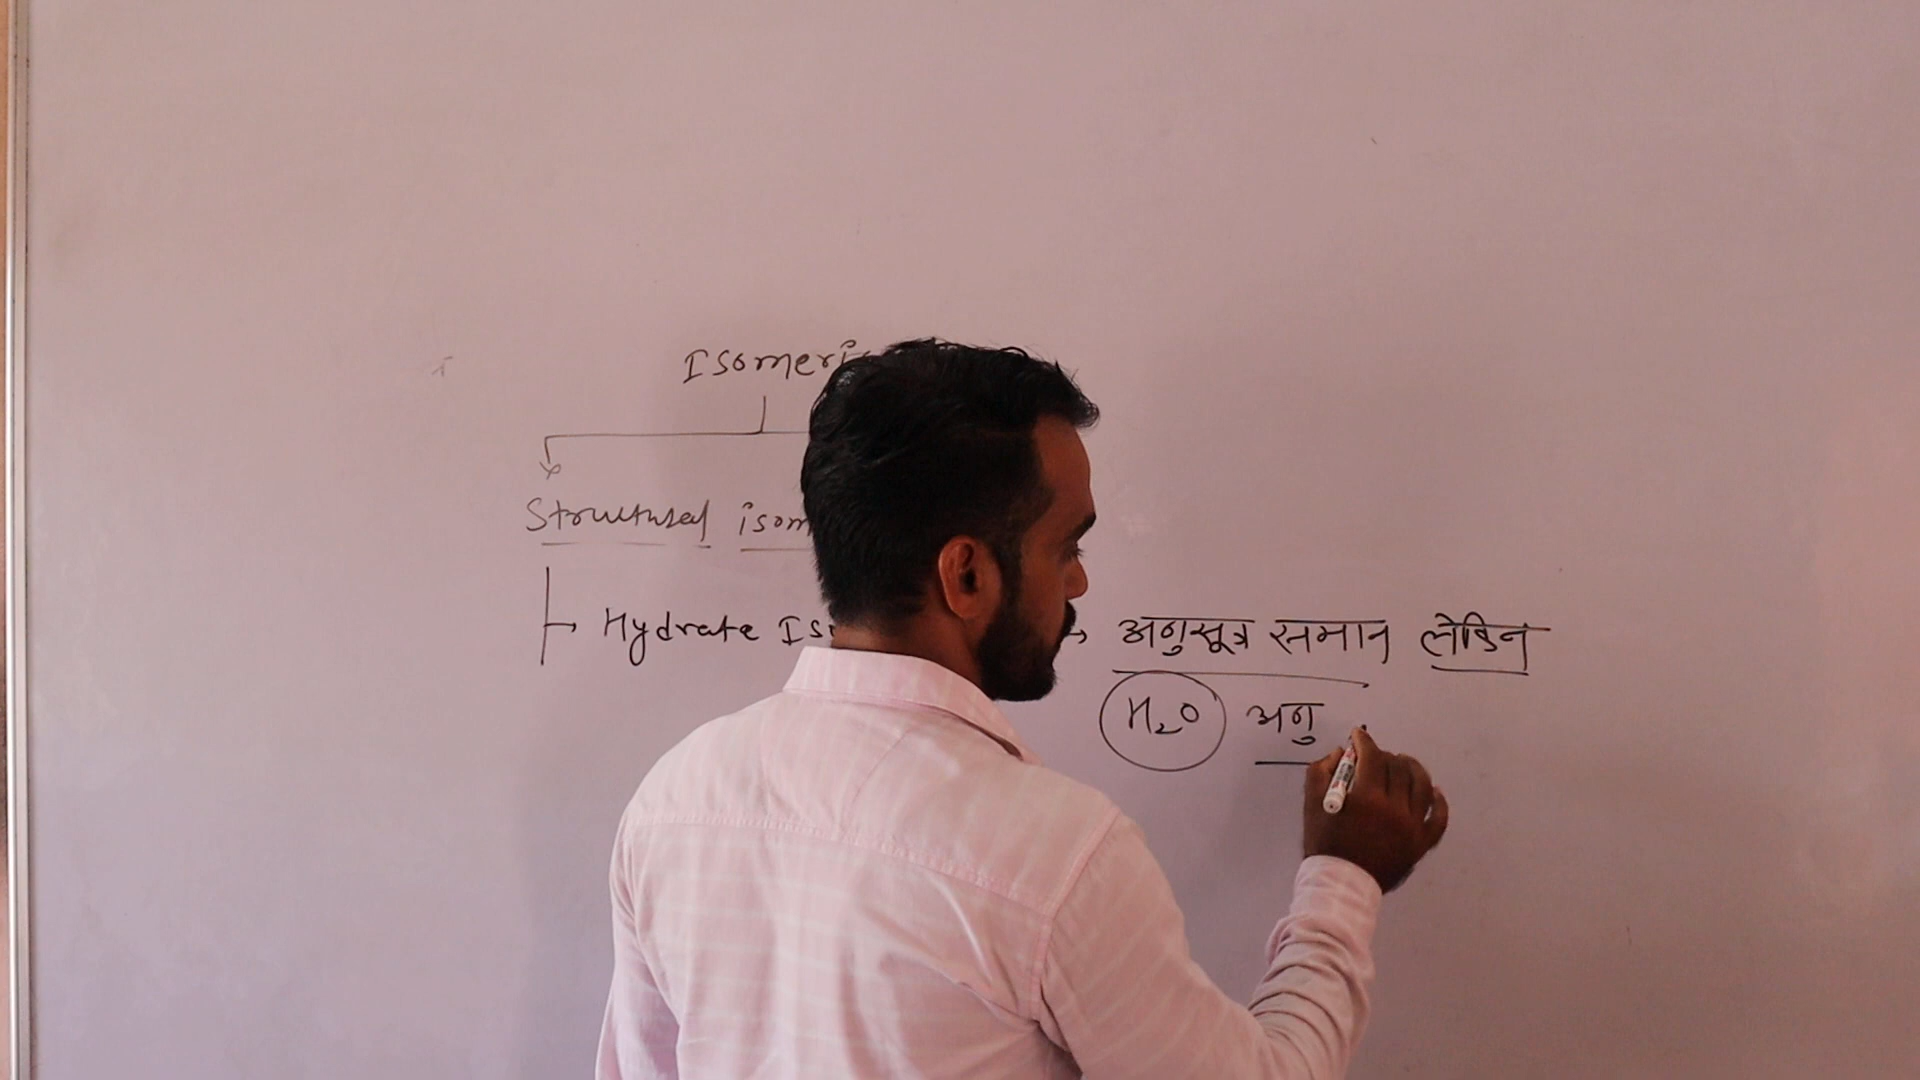 Isomeri
Structural isom
Hydrate Is → अणुसूत्र समान लेकिन
H₂O अणु